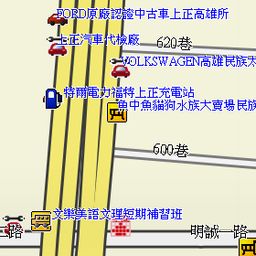 FORD原廠認證中古車上正高雄所
上正汽車代檢廠
620巷
VOLKSWAGEN高雄民族
特爾電力福特上正充電站
魚中魚貓狗水族大賣場民族
600巷
文樂美語文理短期補習班
二路
明誠一路